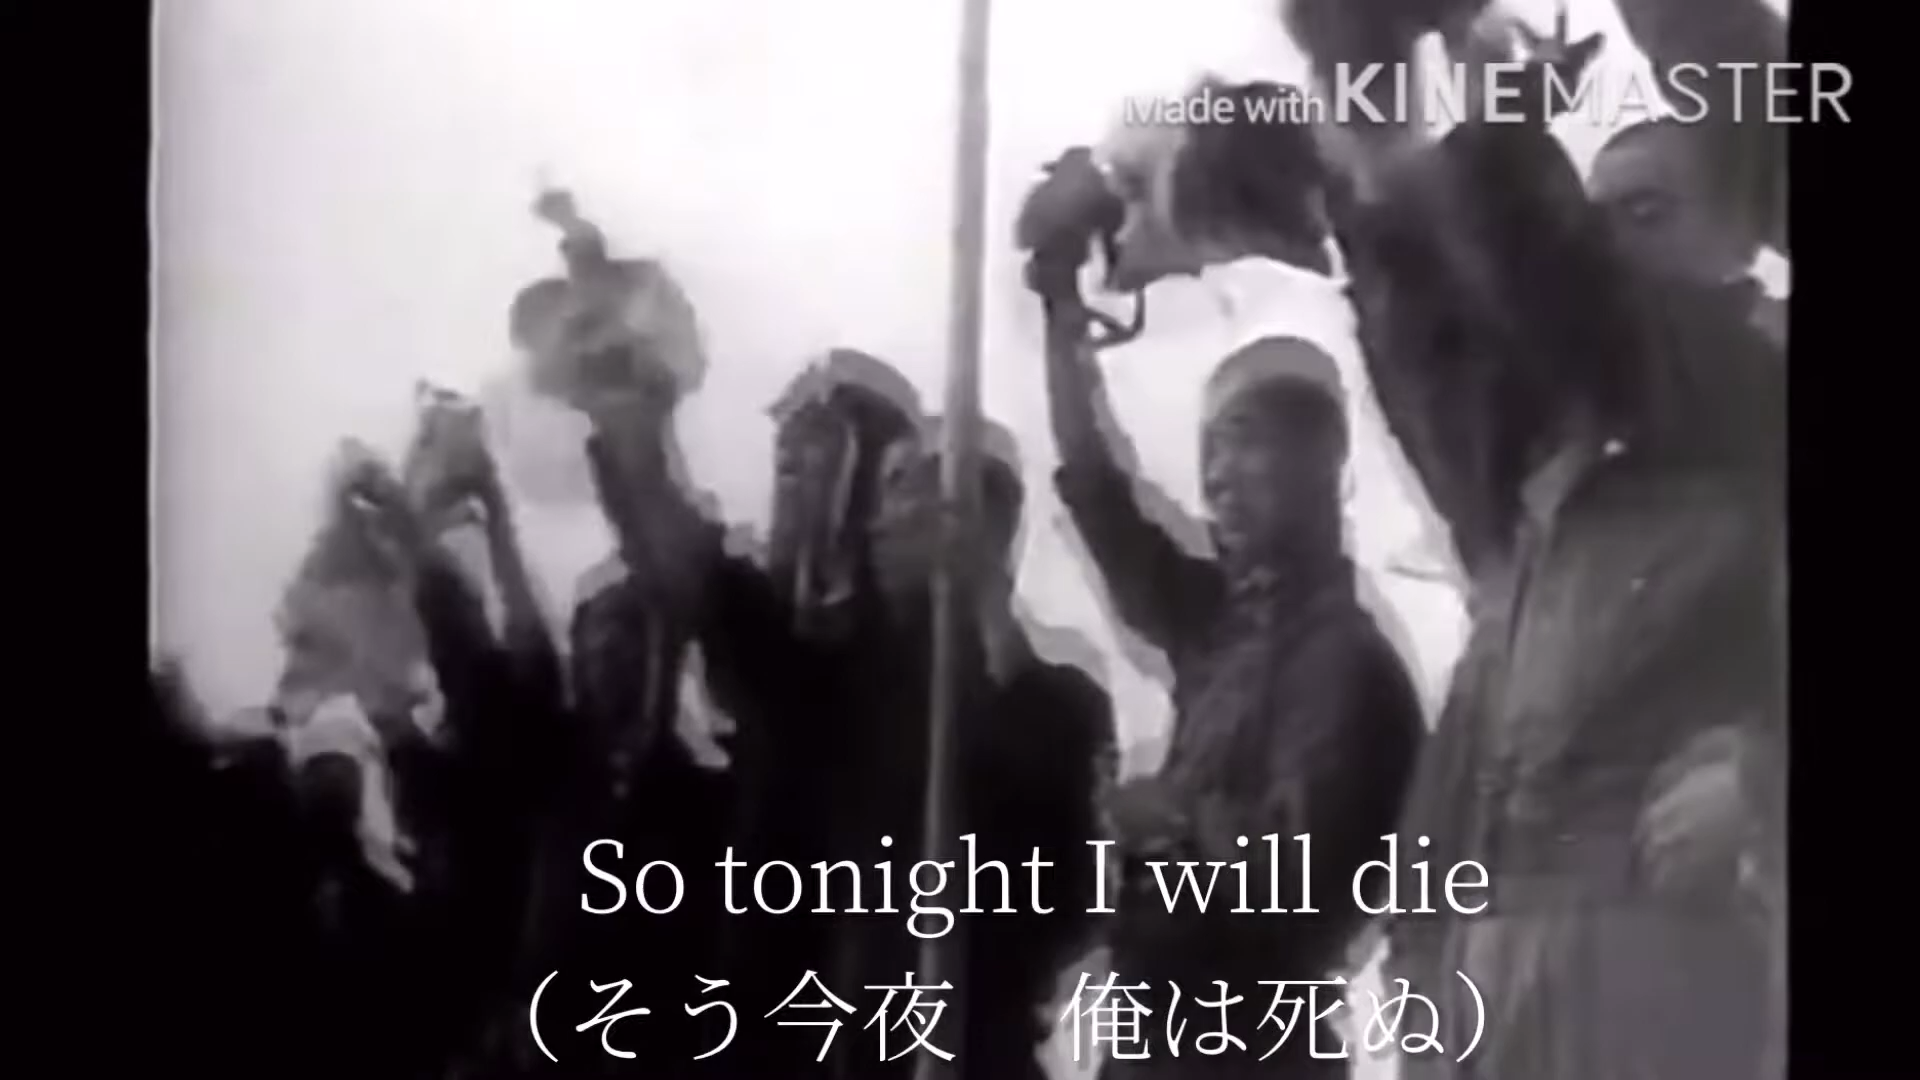 Made with KINEMASTER
So tonight I will die
（そう今夜　俺は死ぬ）